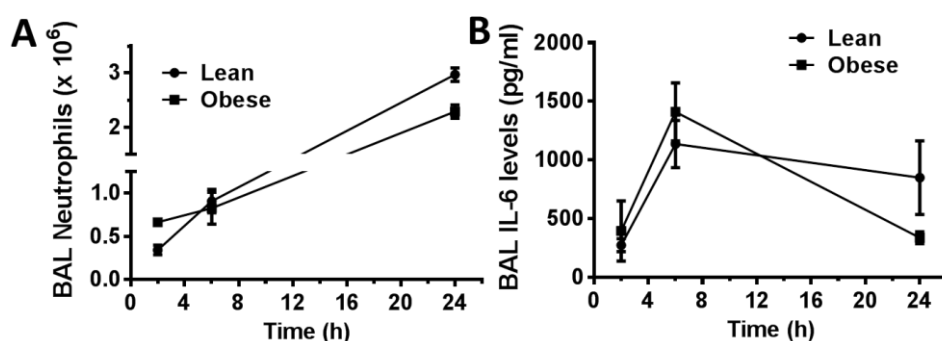 A
BAL Neutrophils (x 10⁶)
Lean
Obese
3
2
1.0
0.5
0.0
0 4 8 12 16 20 24
Time (h)
B
BAL IL-6 levels (pg/ml)
Lean
Obese
2000
1500
1000
500
0
0 4 8 12 16 20 24
Time (h)